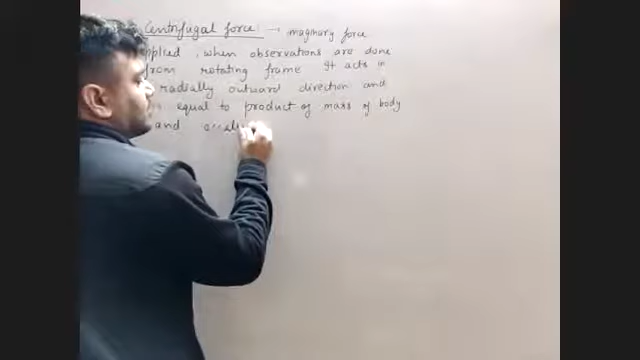 Centrifugal force → imaginary force
applied , when observations are done
from rotating frame It acts in
radially outward direction and
equal to product of mass of body
and